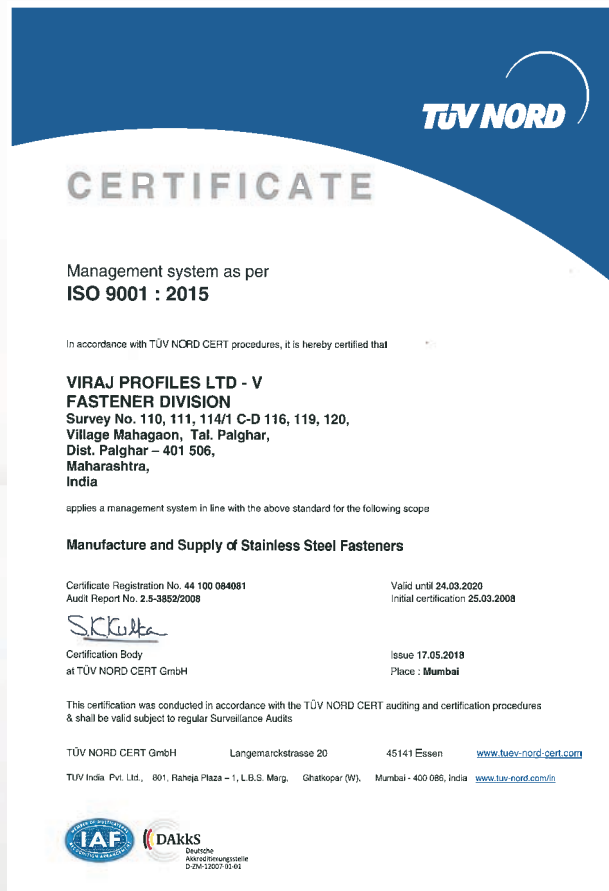 TÜV NORD
CERTIFICATE
Management system as per
ISO 9001 : 2015
In accordance with TÜV NORD CERT procedures, it is hereby certified that
VIRAJ PROFILES LTD - V
FASTENER DIVISION
Survey No. 110, 111, 114/1 C-D 116, 119, 120,
Village Mahagaon, Tal. Palghar,
Dist. Palghar – 401 506,
Maharashtra,
India
applies a management system in line with the above standard for the following scope
Manufacture and Supply of Stainless Steel Fasteners
Certificate Registration No. 44 100 084081
Audit Report No. 2.5-3852/2008
Valid until 24.03.2020
Initial certification 25.03.2008
S.K.Kulka
Certification Body
at TÜV NORD CERT GmbH
Issue 17.05.2018
Place : Mumbai
This certification was conducted in accordance with the TÜV NORD CERT auditing and certification procedures
& shall be valid subject to regular Surveillance Audits
TÜV NORD CERT GmbH Langemarckstrasse 20 45141 Essen www.tuev-nord-cert.com
TUV India Pvt. Ltd., 801, Raheja Plaza – 1, L.B.S. Marg, Ghatkopar (W), Mumbai - 400 086, India www.tuv-nord.com/in
IAF
DAkkS
Deutsche
Akkreditierungsstelle
D-ZM-12007-01-01